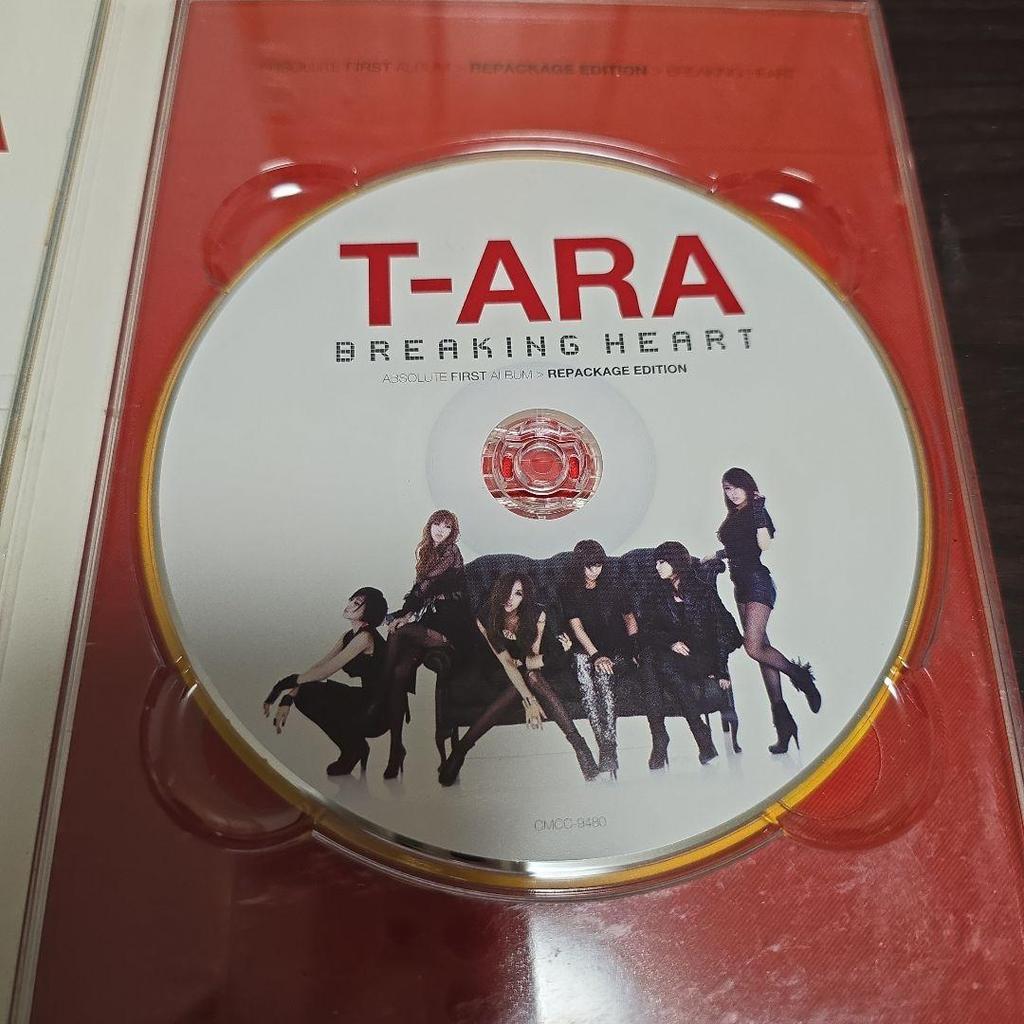 ABSOLUTE FIRST ALBUM > REPACKAGE EDITION > BREAKING HEART
T-ARA
BREAKING HEART
ABSOLUTE FIRST ALBUM > REPACKAGE EDITION
CMCC-9480